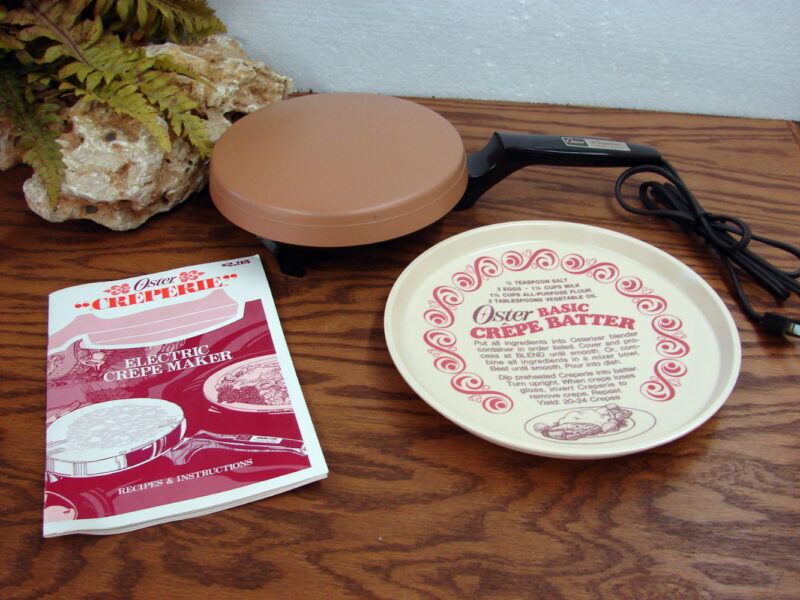 $2.95
Oster
"CREPERIE"™
ELECTRIC
CREPE MAKER
RECIPES & INSTRUCTIONS
Oster
½ TEASPOON SALT
3 EGGS • 1½ CUPS MILK
1½ CUPS ALL-PURPOSE FLOUR
2 TABLESPOONS VEGETABLE OIL
Oster BASIC
CRÊPE BATTER
Put all ingredients into Osterizer blender
container in order listed. Cover and pro-
cess at BLEND until smooth. Or, com-
bine all ingredients in a mixer bowl.
Beat until smooth. Pour into dish.
Dip preheated Creperie into batter.
Turn upright. When crepe loses
gloss, invert Creperie to
remove crepe. Repeat.
Yield: 20-24 Crepes